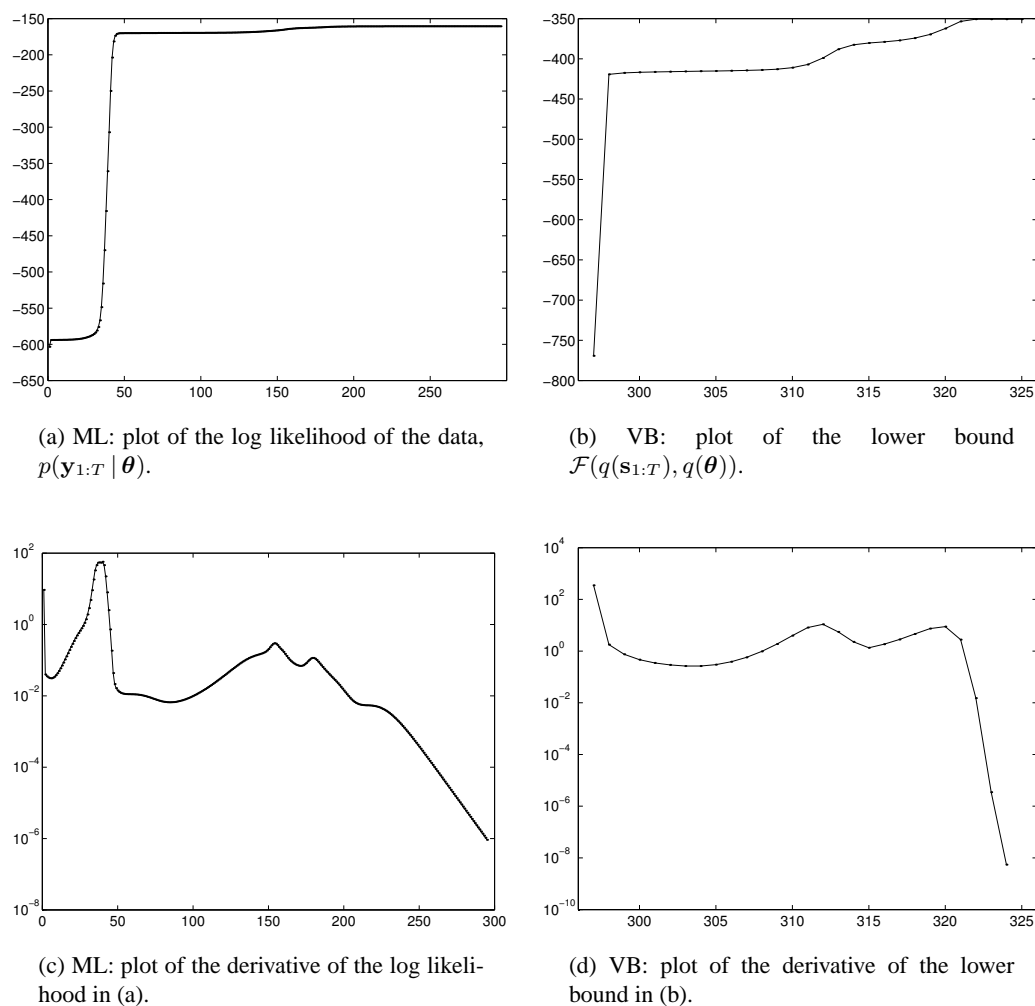 −150
−200
−250
−300
−350
−400
−450
−500
−550
−600
−650
0 50 100 150 200 250
(a) ML: plot of the log likelihood of the data,
p(y1:T | θ).
−350
−400
−450
−500
−550
−600
−650
−700
−750
−800
300 305 310 315 320 325
(b) VB: plot of the lower bound
F(q(s1:T), q(θ)).
10^2
10^0
10^−2
10^−4
10^−6
10^−8
0 50 100 150 200 250 300
(c) ML: plot of the derivative of the log likeli-
hood in (a).
10^4
10^2
10^0
10^−2
10^−4
10^−6
10^−8
10^−10
300 305 310 315 320 325
(d) VB: plot of the derivative of the lower
bound in (b).